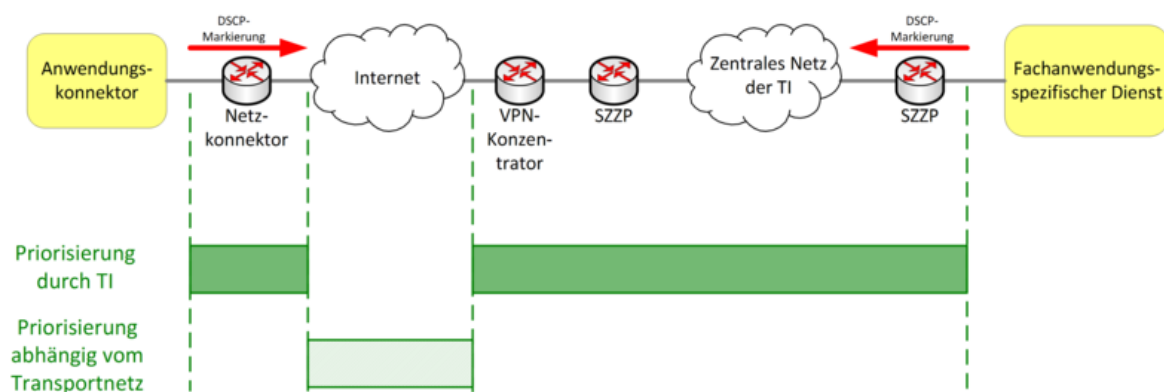 DSCP-
Markierung
DSCP-
Markierung
Anwendungs-
konnektor
Internet
Zentrales Netz
der TI
Fachanwendungs-
spezifischer Dienst
Netz-
konnektor
VPN-
Konzen-
trator
SZZP
SZZP
Priorisierung
durch TI
Priorisierung
abhängig vom
Transportnetz